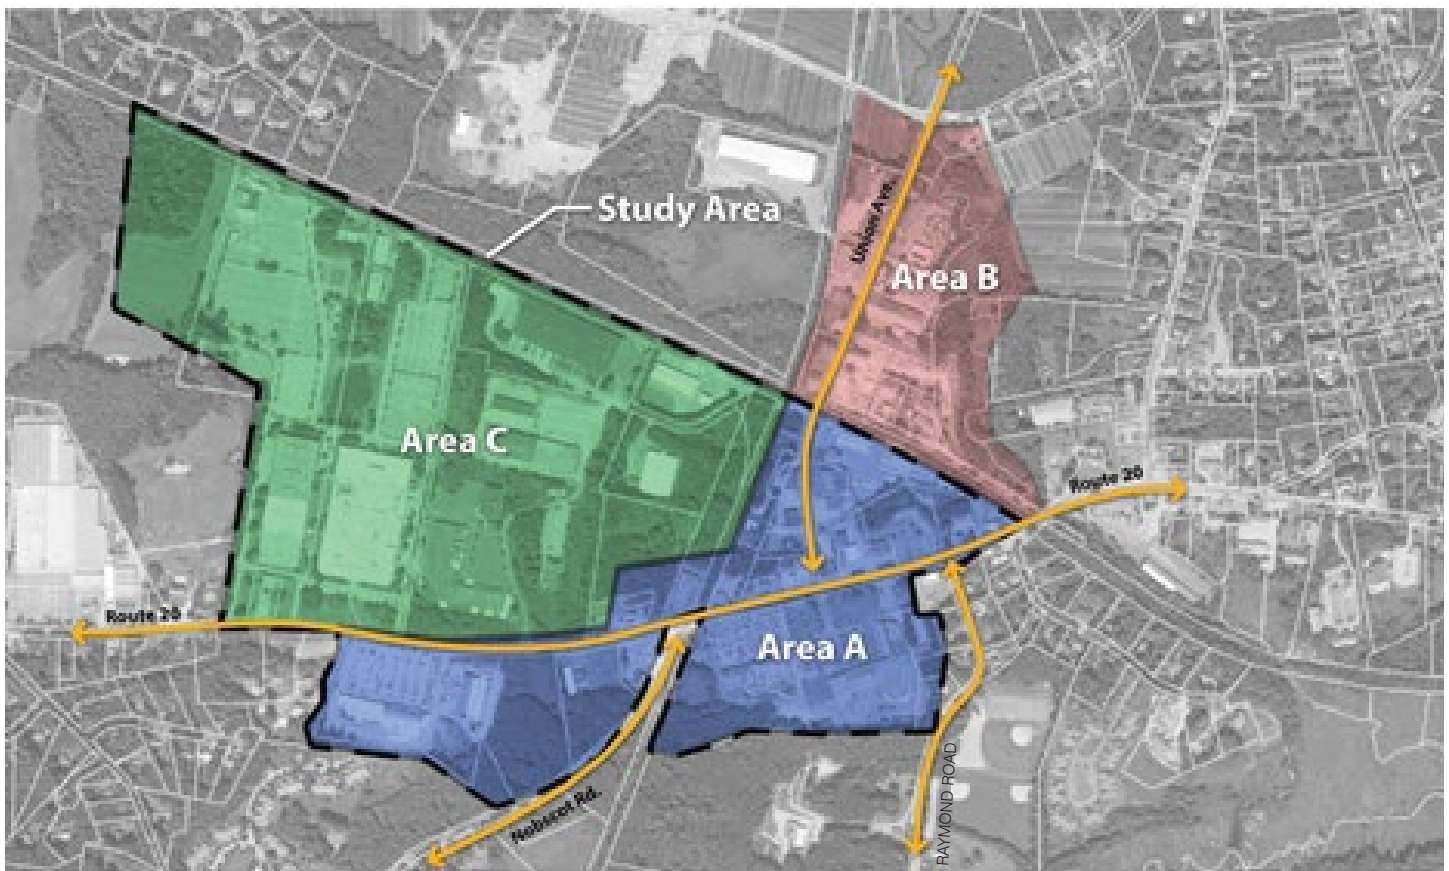 Study Area
Union Ave.
Area B
Area C
Route 20
Route 20
Area A
Nobscot Rd.
RAYMOND ROAD